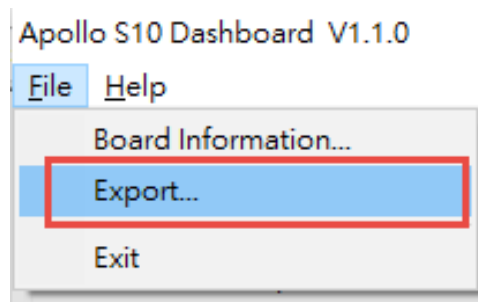 Apollo S10 Dashboard V1.1.0
File Help
Board Information...
Export...
Exit